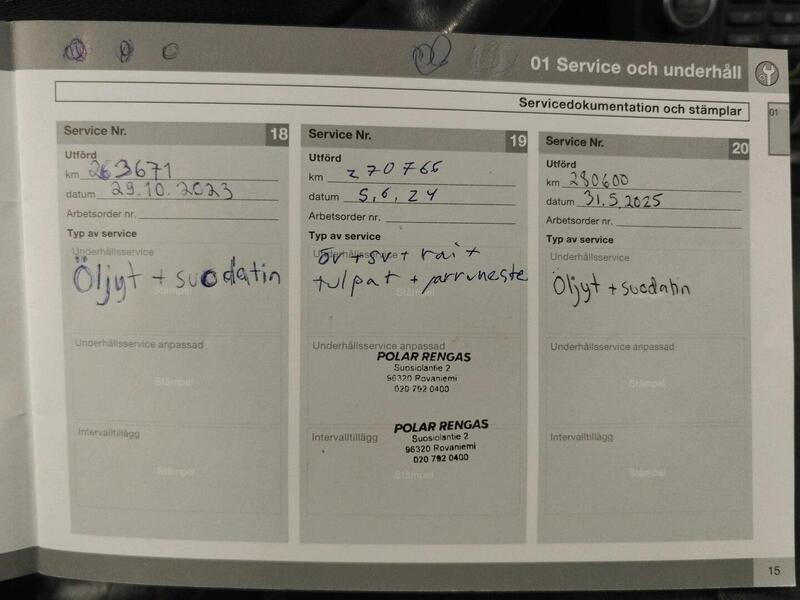 01 Service och underhåll
Servicedokumentation och stämplar
01
Service Nr. 18
Utförd
km 263671
datum 29.10.2023
Arbetsorder nr.
Typ av service
Underhållsservice
Öljyt + suodatin
Underhållsservice anpassad
Stämpel
Intervalltillägg
Stämpel
Service Nr. 19
Utförd
km 270765
datum 5,6,24
Arbetsorder nr.
Typ av service
Underhållsservice
öv + sv + rai +
tulpat + jarruneste
Stämpel
Underhållsservice anpassad
POLAR RENGAS
Suosiolantie 2
96320 Rovaniemi
020 792 0400
Intervalltillägg
POLAR RENGAS
Suosiolantie 2
96320 Rovaniemi
020 792 0400
Stämpel
Service Nr. 20
Utförd
km 280600
datum 31.5.2025
Arbetsorder nr.
Typ av service
Underhållsservice
Öljyt + suodatin
Underhållsservice anpassad
Stämpel
Intervalltillägg
Stämpel
15